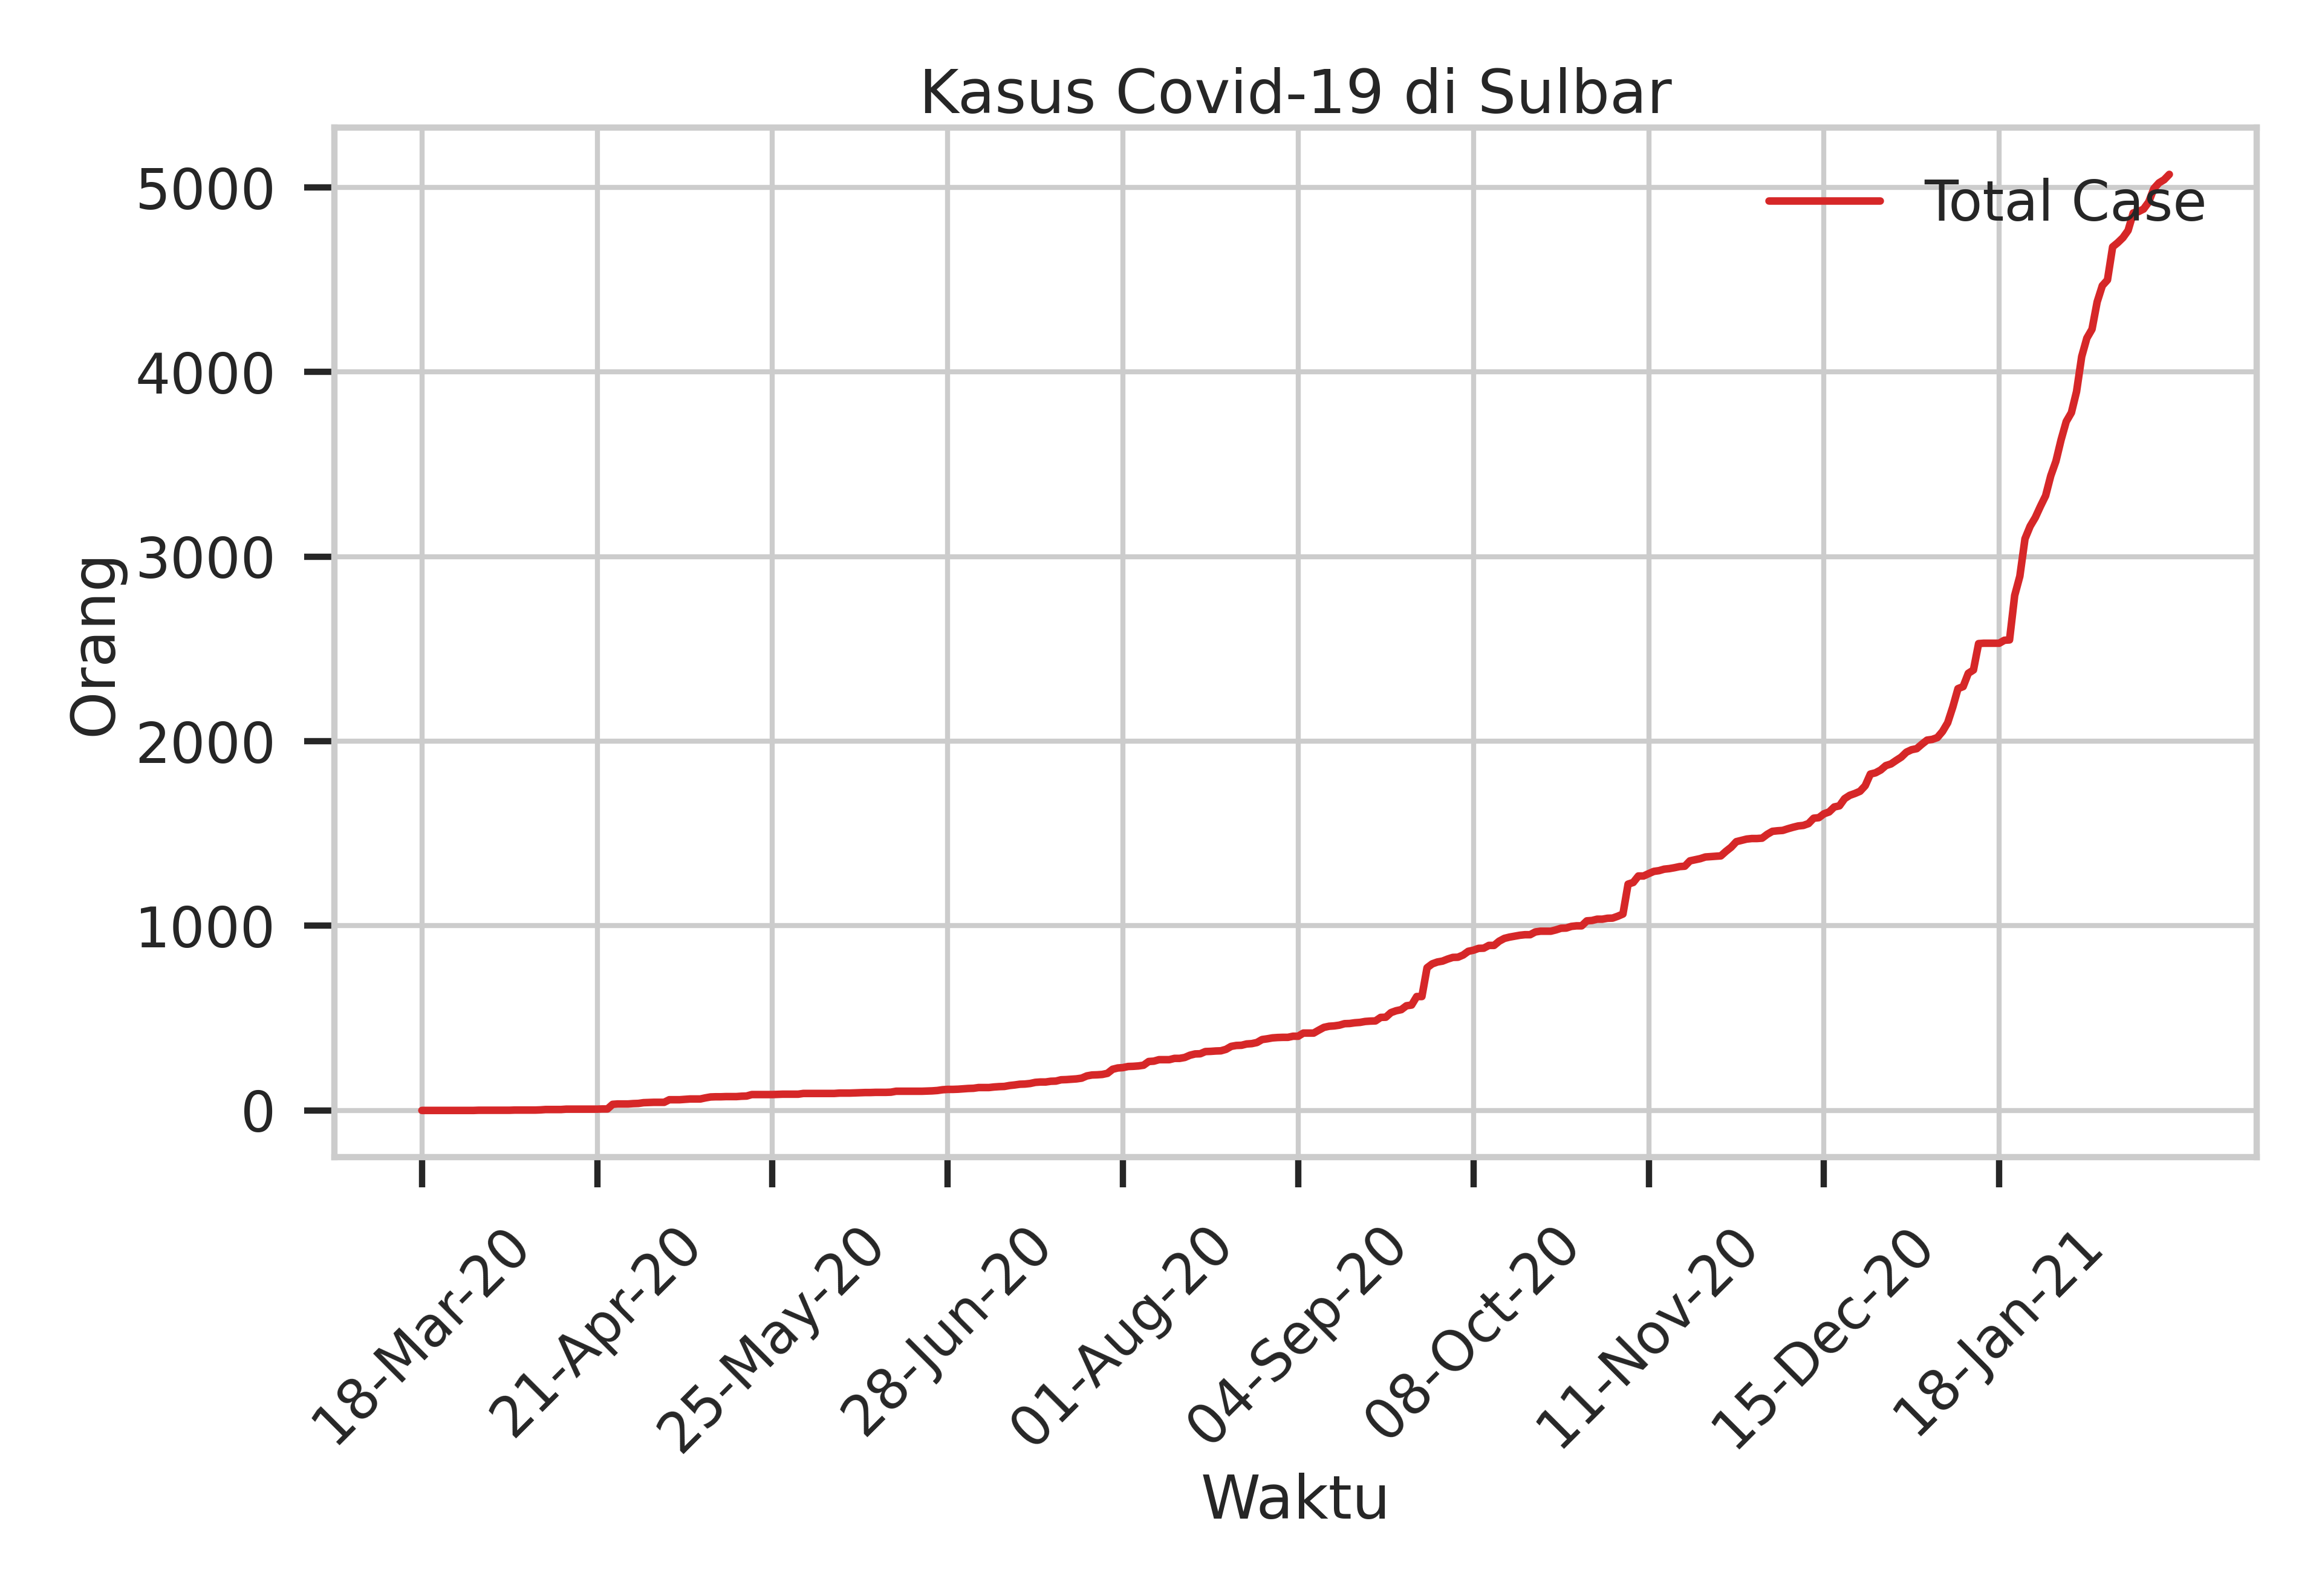 Kasus Covid-19 di Sulbar
Total Case
Orang
5000
4000
3000
2000
1000
0
18-Mar-20
21-Apr-20
25-May-20
28-Jun-20
01-Aug-20
04-Sep-20
08-Oct-20
11-Nov-20
15-Dec-20
18-Jan-21
Waktu